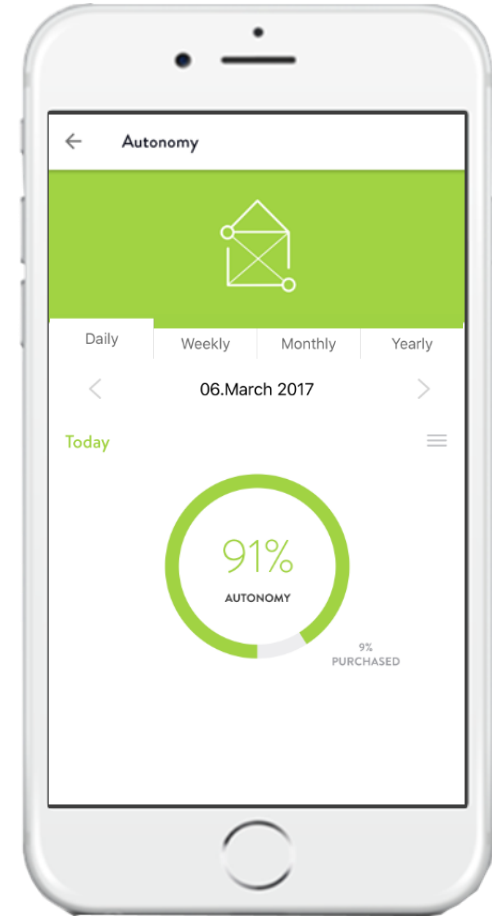 Autonomy
Daily Weekly Monthly Yearly
06.March 2017
Today
91%
AUTONOMY
9%
PURCHASED